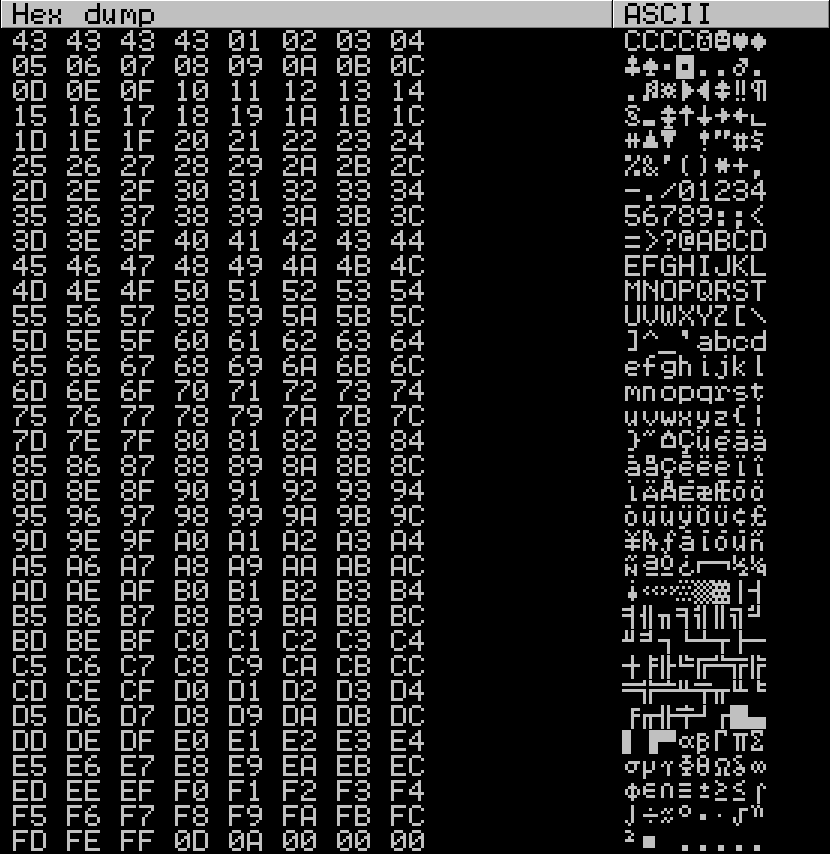 Hex dump ASCII
43 43 43 43 01 02 03 04 CCCC☺☻♥♦
05 06 07 08 09 0A 0B 0C ♣♠•◘..♂.
0D 0E 0F 10 11 12 13 14 .♫☼►◄↕‼¶
15 16 17 18 19 1A 1B 1C §▬↨↑↓→←∟
1D 1E 1F 20 21 22 23 24 ↔▲▼ !"#$
25 26 27 28 29 2A 2B 2C %&'()*+,
2D 2E 2F 30 31 32 33 34 -./01234
35 36 37 38 39 3A 3B 3C 56789:;<
3D 3E 3F 40 41 42 43 44 =>?@ABCD
45 46 47 48 49 4A 4B 4C EFGHIJKL
4D 4E 4F 50 51 52 53 54 MNOPQRST
55 56 57 58 59 5A 5B 5C UVWXYZ[\
5D 5E 5F 60 61 62 63 64 ]^_`abcd
65 66 67 68 69 6A 6B 6C efghijkl
6D 6E 6F 70 71 72 73 74 mnopqrst
75 76 77 78 79 7A 7B 7C uvwxyz{|
7D 7E 7F 80 81 82 83 84 }~⌂Çüéâä
85 86 87 88 89 8A 8B 8C àåçêëèïî
8D 8E 8F 90 91 92 93 94 ìÄÅÉæÆôö
95 96 97 98 99 9A 9B 9C òûùÿÖÜ¢£
9D 9E 9F A0 A1 A2 A3 A4 ¥₧ƒáíóúñ
A5 A6 A7 A8 A9 AA AB AC Ñªº¿⌐¬½¼
AD AE AF B0 B1 B2 B3 B4 ¡«»░▒▓│┤
B5 B6 B7 B8 B9 BA BB BC ╡╢╖╕╣║╗╝
BD BE BF C0 C1 C2 C3 C4 ╜╛┐└┴┬├─
C5 C6 C7 C8 C9 CA CB CC ┼╞╟╚╔╩╦╠
CD CE CF D0 D1 D2 D3 D4 ═╬╧╨╤╥╙╘
D5 D6 D7 D8 D9 DA DB DC ╒╓╫╪┘┌█▄
DD DE DF E0 E1 E2 E3 E4 ▌▐▀αßΓπΣ
E5 E6 E7 E8 E9 EA EB EC σµτΦΘΩδ∞
ED EE EF F0 F1 F2 F3 F4 φε∩≡±≥≤⌠
F5 F6 F7 F8 F9 FA FB FC ⌡÷≈°∙·√ⁿ
FD FE FF 0D 0A 00 00 00 ²■ .....